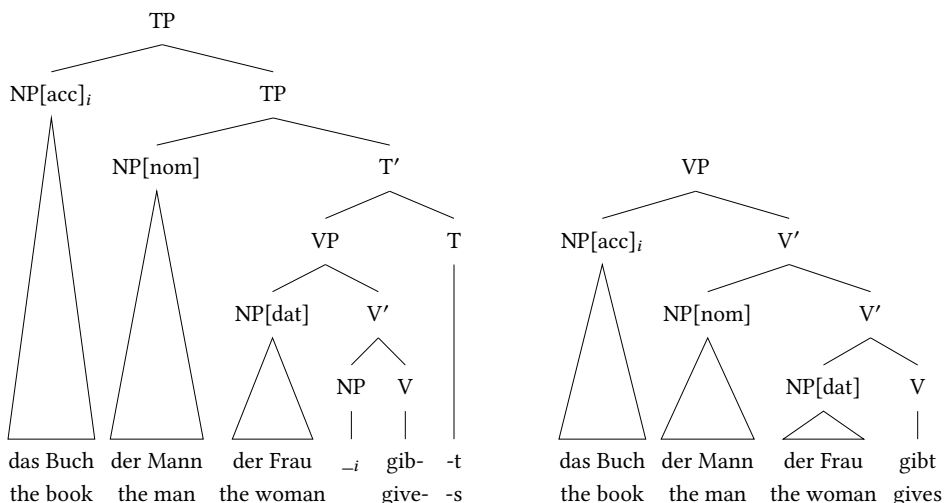 TP
NP[acc]i TP
NP[nom] T′ VP
VP T NP[acc]i V′
NP[dat] V′ NP[nom] V′
NP V NP[dat] V
das Buch der Mann der Frau _i gib- -t das Buch der Mann der Frau gibt
the book the man the woman give- -s the book the man the woman gives